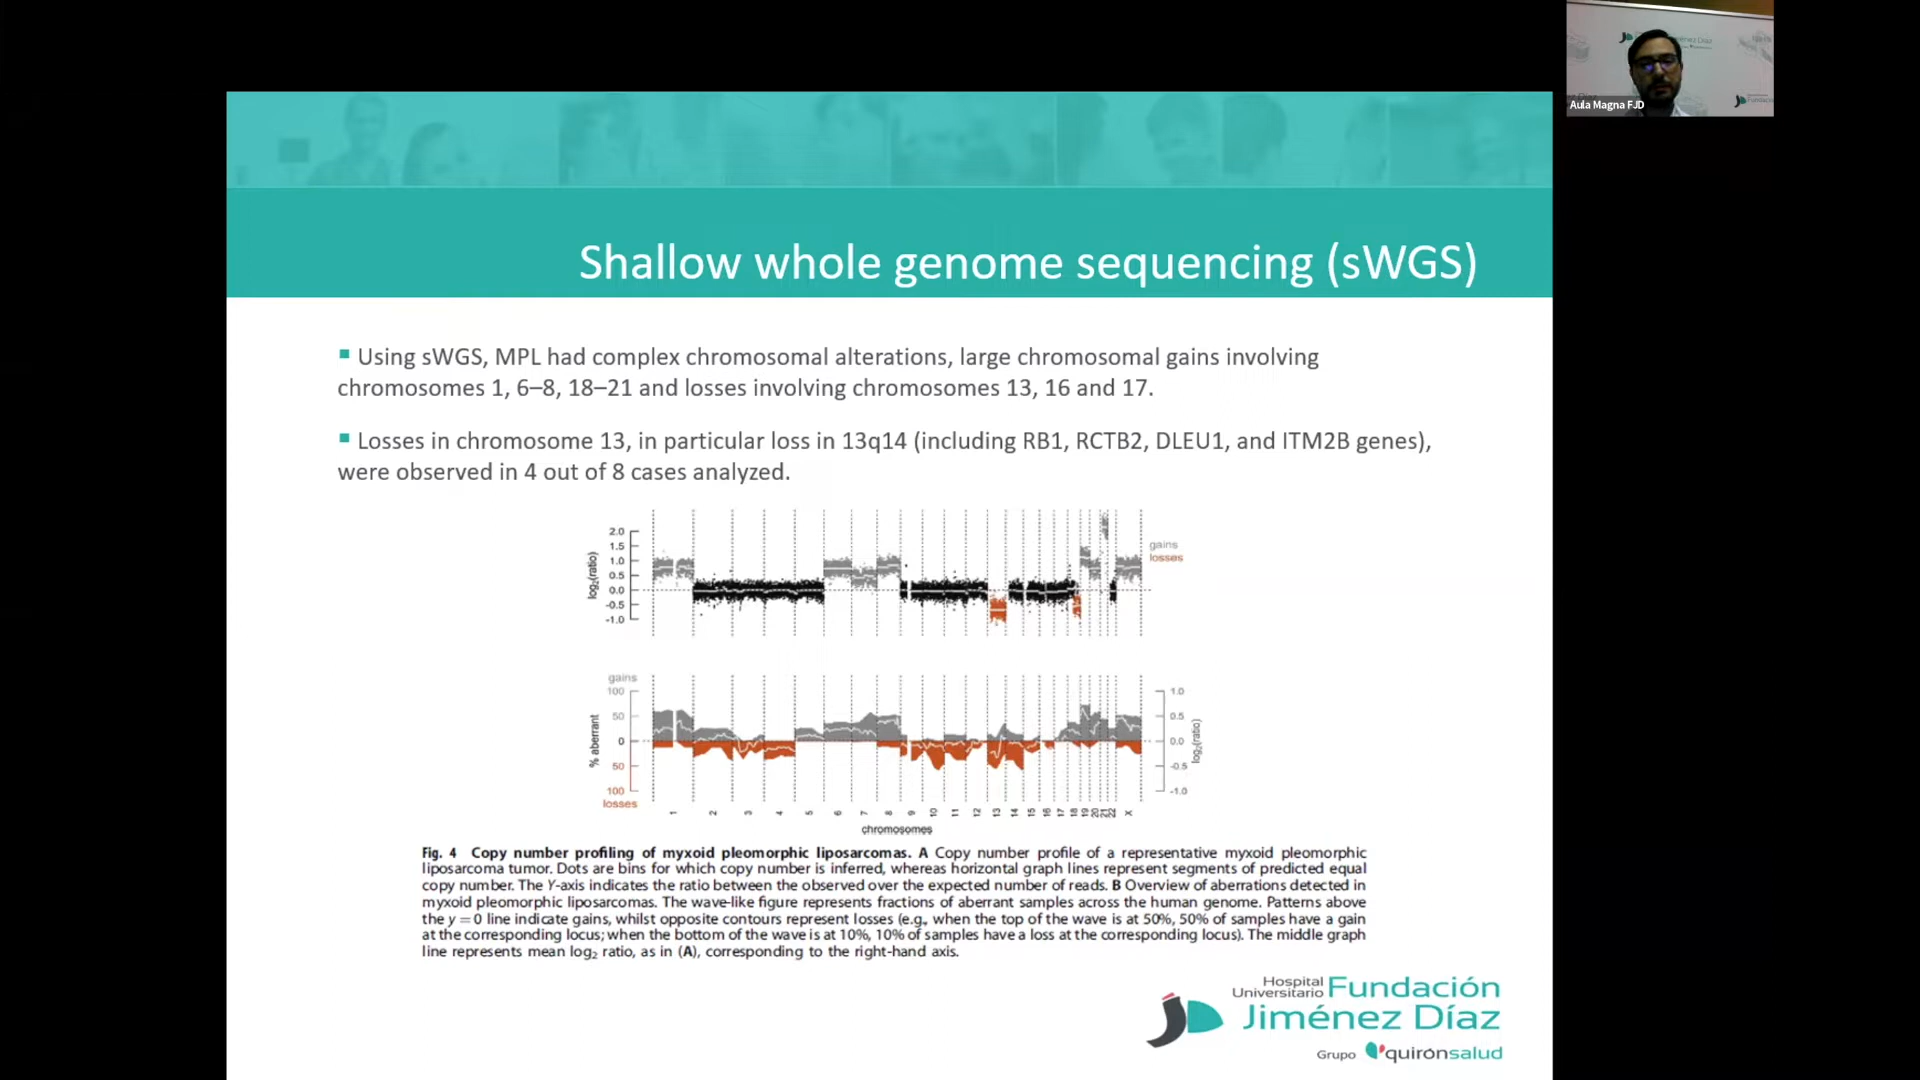 Aula Magna FJD
Shallow whole genome sequencing (sWGS)
Using sWGS, MPL had complex chromosomal alterations, large chromosomal gains involving
chromosomes 1, 6–8, 18–21 and losses involving chromosomes 13, 16 and 17.
Losses in chromosome 13, in particular loss in 13q14 (including RB1, RCTB2, DLEU1, and ITM2B genes),
were observed in 4 out of 8 cases analyzed.
log2(ratio)
2.0
1.5
1.0
0.5
0.0
-0.5
-1.0
gains
losses
gains
100
50
0
50
100
losses
% aberrant
1.0
0.5
0.0
-0.5
-1.0
log2(ratio)
1 2 3 4 5 6 7 8 9 10 11 12 13 14 15 16 17 18 19 20 21 22 X
chromosomes
Fig. 4 Copy number profiling of myxoid pleomorphic liposarcomas. A Copy number profile of a representative myxoid pleomorphic
liposarcoma tumor. Dots are bins for which copy number is inferred, whereas horizontal graph lines represent segments of predicted equal
copy number. The Y-axis indicates the ratio between the observed over the expected number of reads. B Overview of aberrations detected in
myxoid pleomorphic liposarcomas. The wave-like figure represents fractions of aberrant samples across the human genome. Patterns above
the y = 0 line indicate gains, whilst opposite contours represent losses (e.g., when the top of the wave is at 50%, 50% of samples have a gain
at the corresponding locus; when the bottom of the wave is at 10%, 10% of samples have a loss at the corresponding locus). The middle graph
line represents mean log2 ratio, as in (A), corresponding to the right-hand axis.
Hospital
Universitario Fundación
Jiménez Díaz
Grupo quirónsalud